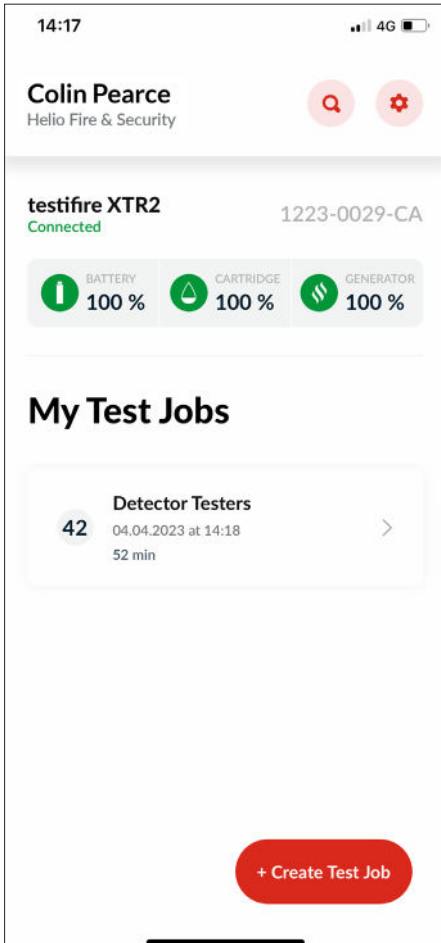 14:17
4G
Colin Pearce
Helio Fire & Security
testifire XTR2
1223-0029-CA
Connected
BATTERY
100 %
CARTRIDGE
100 %
GENERATOR
100 %
My Test Jobs
42
Detector Testers
04.04.2023 at 14:18
52 min
+ Create Test Job